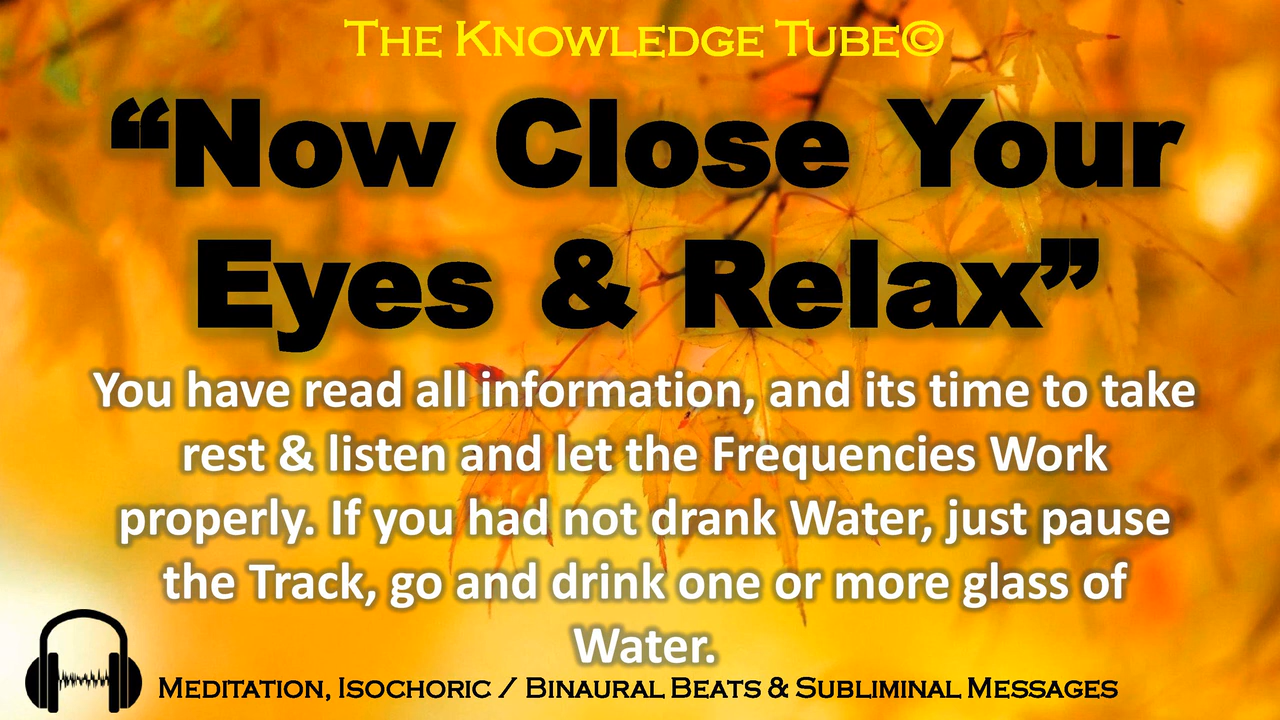 The Knowledge Tube©
“Now Close Your
Eyes & Relax”
You have read all information, and its time to take
rest & listen and let the Frequencies Work
properly. If you had not drank Water, just pause
the Track, go and drink one or more glass of
Water.
Meditation, Isochoric / Binaural Beats & Subliminal Messages